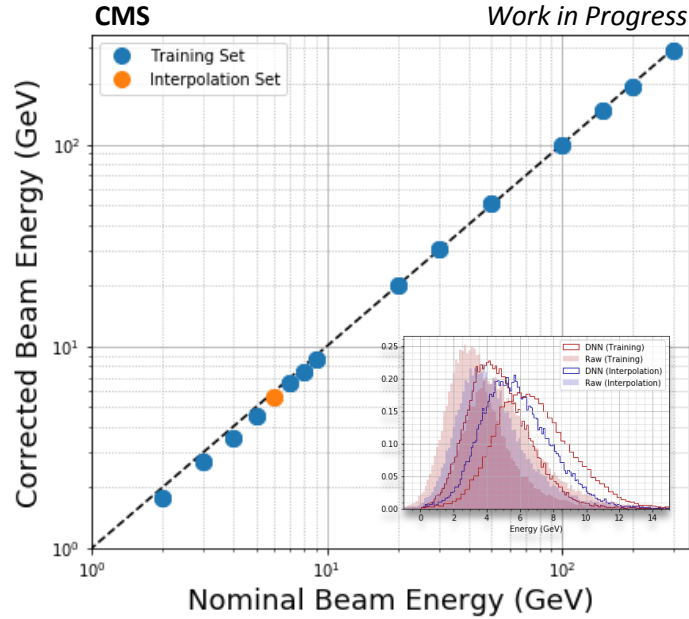 CMS Work in Progress
Training Set
Interpolation Set
Corrected Beam Energy (GeV)
10²
10¹
10⁰
10⁰ 10¹ 10²
Nominal Beam Energy (GeV)
0.25
0.20
0.15
0.10
0.05
0.00
DNN (Training)
Raw (Training)
DNN (Interpolation)
Raw (Interpolation)
0 2 4 6 8 10 12 14
Energy (GeV)